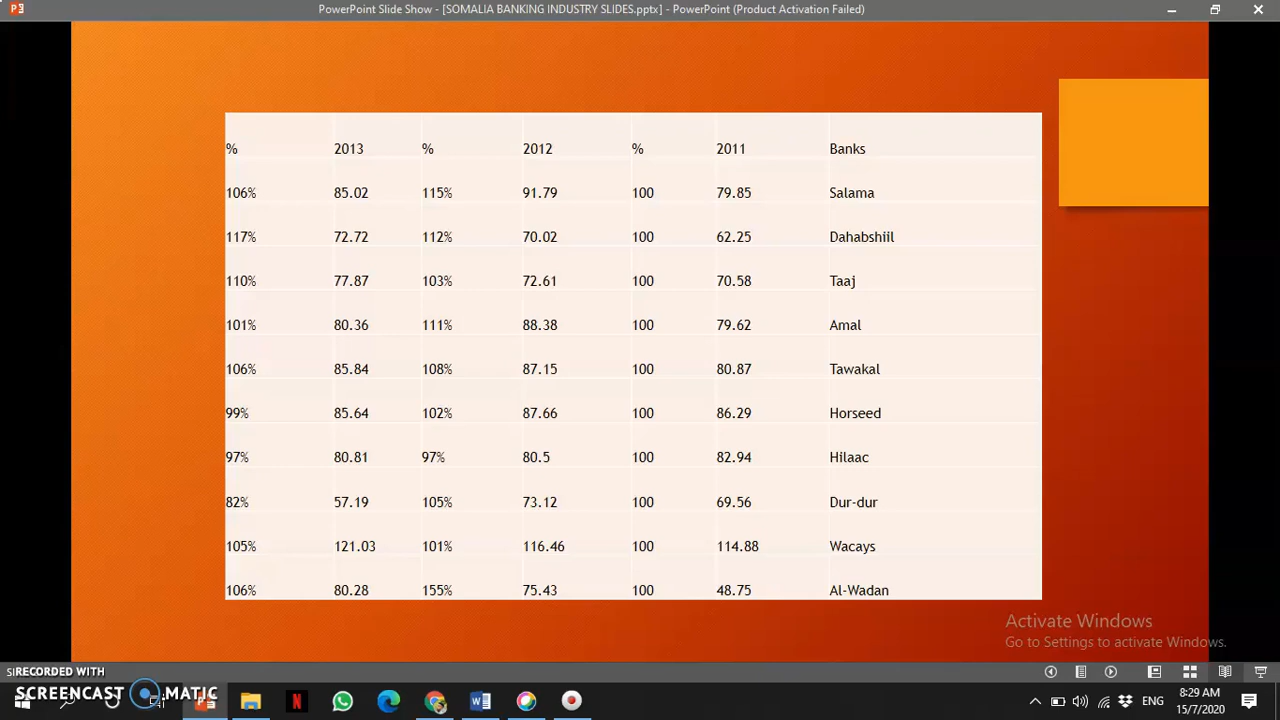 PowerPoint Slide Show - [SOMALIA BANKING INDUSTRY SLIDES.pptx] - PowerPoint (Product Activation Failed)
% 2013 % 2012 % 2011 Banks
106% 85.02 115% 91.79 100 79.85 Salama
117% 72.72 112% 70.02 100 62.25 Dahabshiil
110% 77.87 103% 72.61 100 70.58 Taaj
101% 80.36 111% 88.38 100 79.62 Amal
106% 85.84 108% 87.15 100 80.87 Tawakal
99% 85.64 102% 87.66 100 86.29 Horseed
97% 80.81 97% 80.5 100 82.94 Hilaac
82% 57.19 105% 73.12 100 69.56 Dur-dur
105% 121.03 101% 116.46 100 114.88 Wacays
106% 80.28 155% 75.43 100 48.75 Al-Wadan
Activate Windows
Go to Settings to activate Windows.
RECORDED WITH
SCREENCAST MATIC
ENG
8:29 AM
15/7/2020